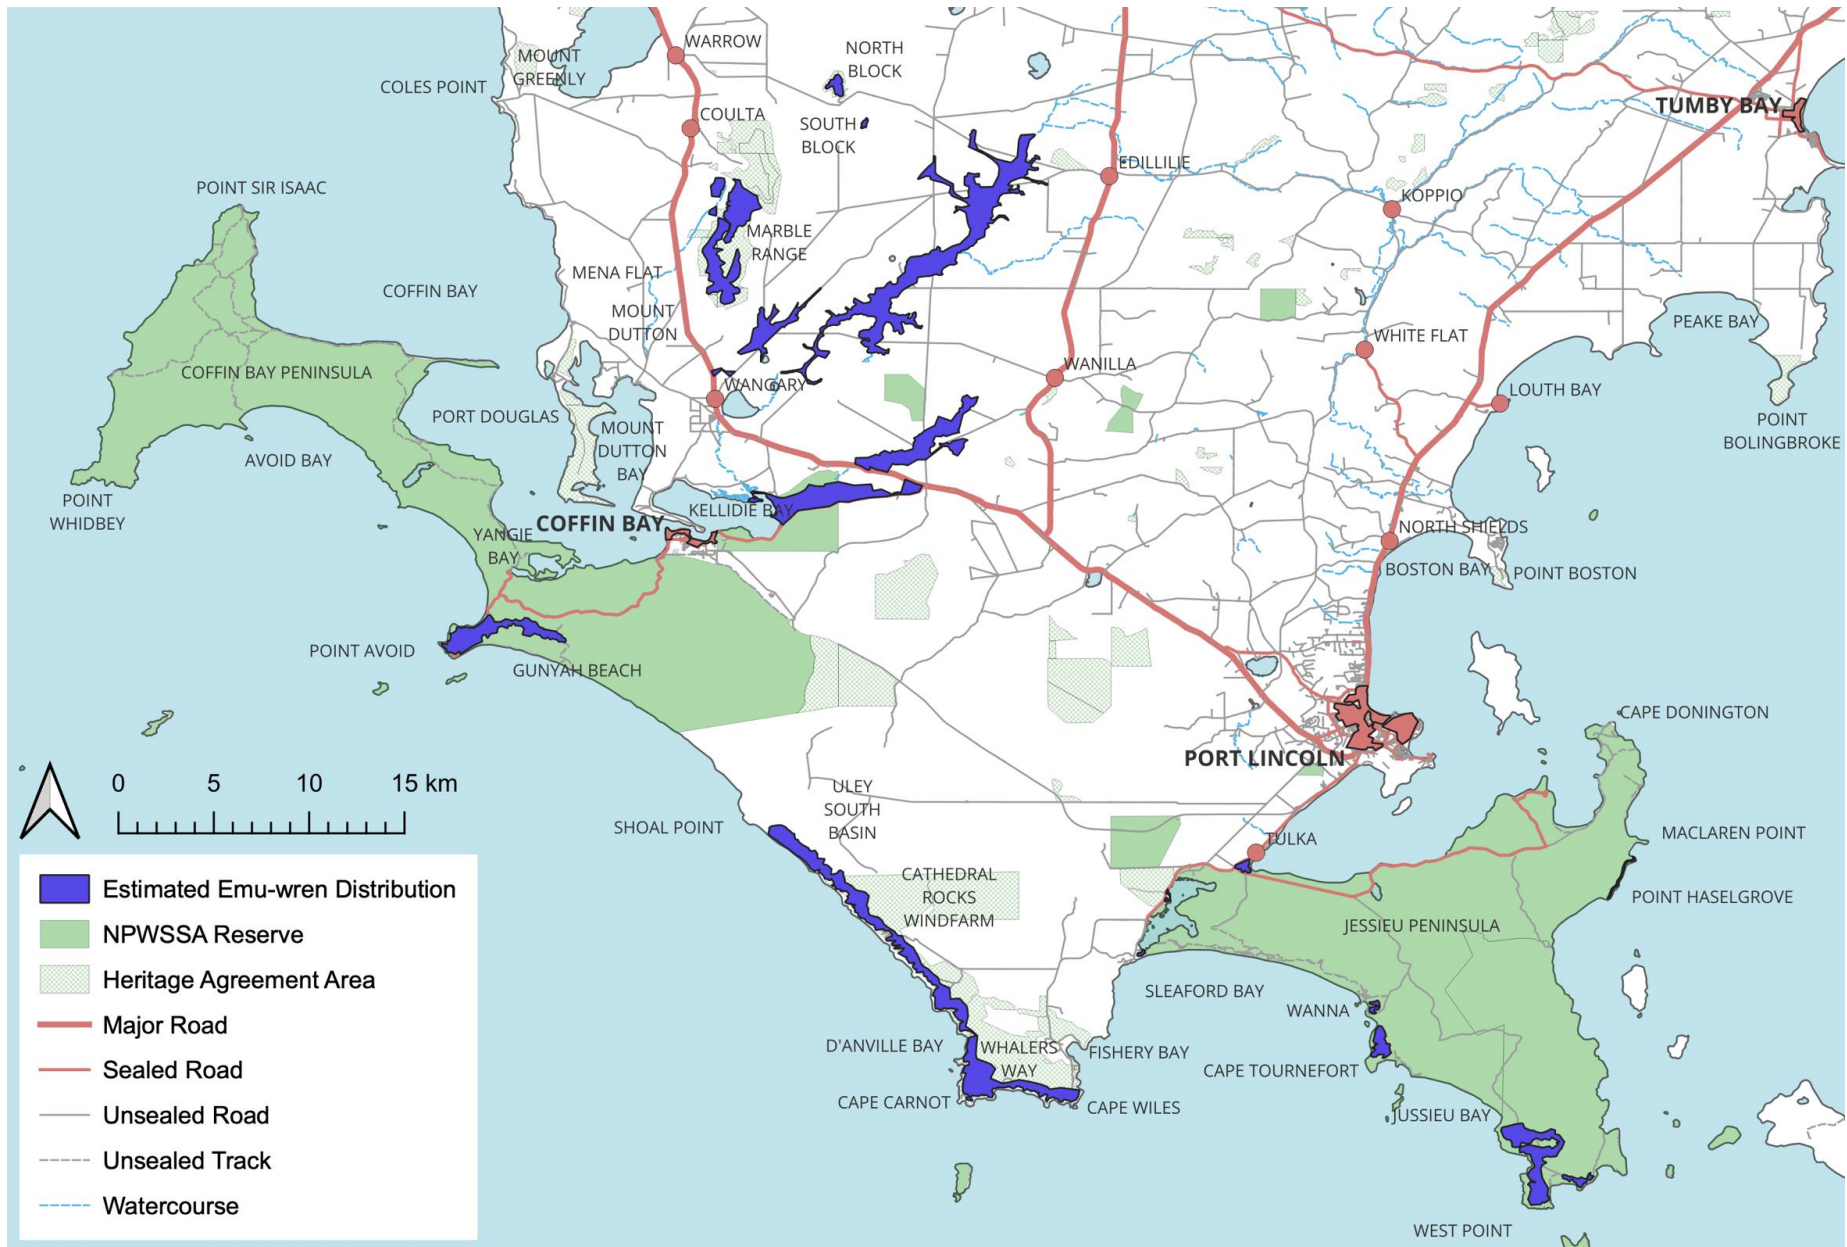 WARROW
NORTH
BLOCK
MOUNT
GREENLY
COLES POINT
TUMBY BAY
COULTA
SOUTH
BLOCK
EDILLILIE
POINT SIR ISAAC
KOPPIO
MARBLE
RANGE
MENA FLAT
COFFIN BAY
MOUNT
DUTTON
PEAKE BAY
WHITE FLAT
COFFIN BAY PENINSULA
WANILLA
WANGARY
LOUTH BAY
PORT DOUGLAS
MOUNT
DUTTON
BAY
POINT
BOLINGBROKE
AVOID BAY
POINT
WHIDBEY
KELLIDIE BAY
COFFIN BAY
NORTH SHIELDS
YANGIE
BAY
BOSTON BAY
POINT BOSTON
POINT AVOID
GUNYAH BEACH
CAPE DONINGTON
PORT LINCOLN
0 5 10 15 km
ULEY
SOUTH
BASIN
SHOAL POINT
TULKA
MACLAREN POINT
CATHEDRAL
ROCKS
WINDFARM
POINT HASELGROVE
JESSIEU PENINSULA
SLEAFORD BAY
WANNA
D'ANVILLE BAY
WHALERS
WAY
FISHERY BAY
CAPE TOURNEFORT
CAPE CARNOT
CAPE WILES
JUSSIEU BAY
WEST POINT
Estimated Emu-wren Distribution
NPWSSA Reserve
Heritage Agreement Area
Major Road
Sealed Road
Unsealed Road
Unsealed Track
Watercourse